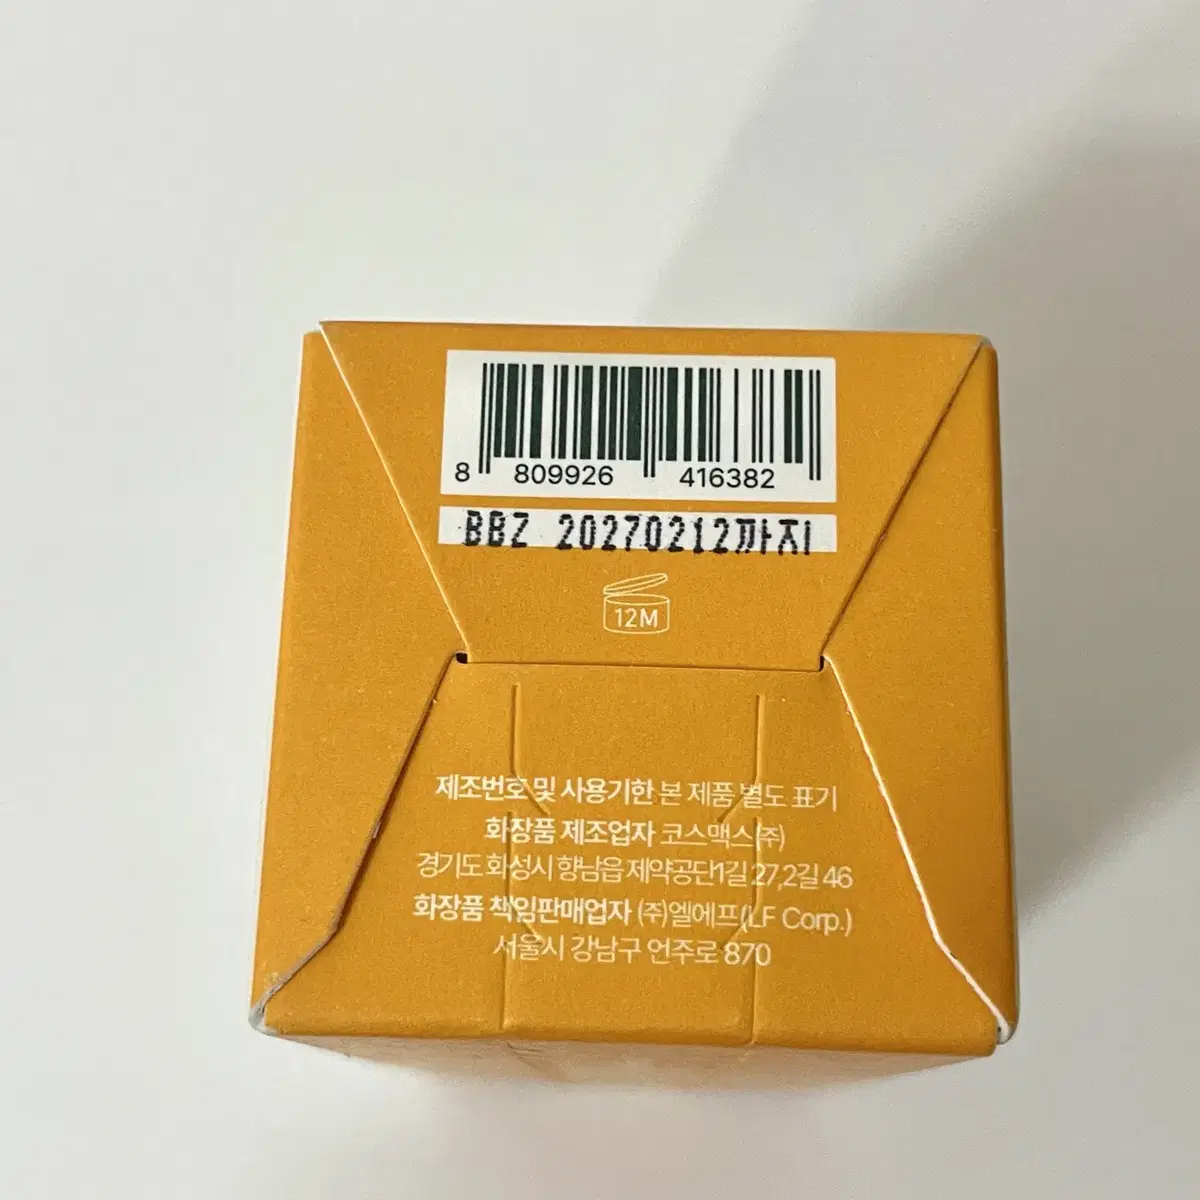 8 809926 416382
BBZ 20270212까지
12M
제조번호 및 사용기한 본 제품 별도 표기
화장품 제조업자 코스맥스(주)
경기도 화성시 향남읍 제약공단1길 27,2길 46
화장품 책임판매업자 (주)엘에프(LF Corp.)
서울시 강남구 언주로 870